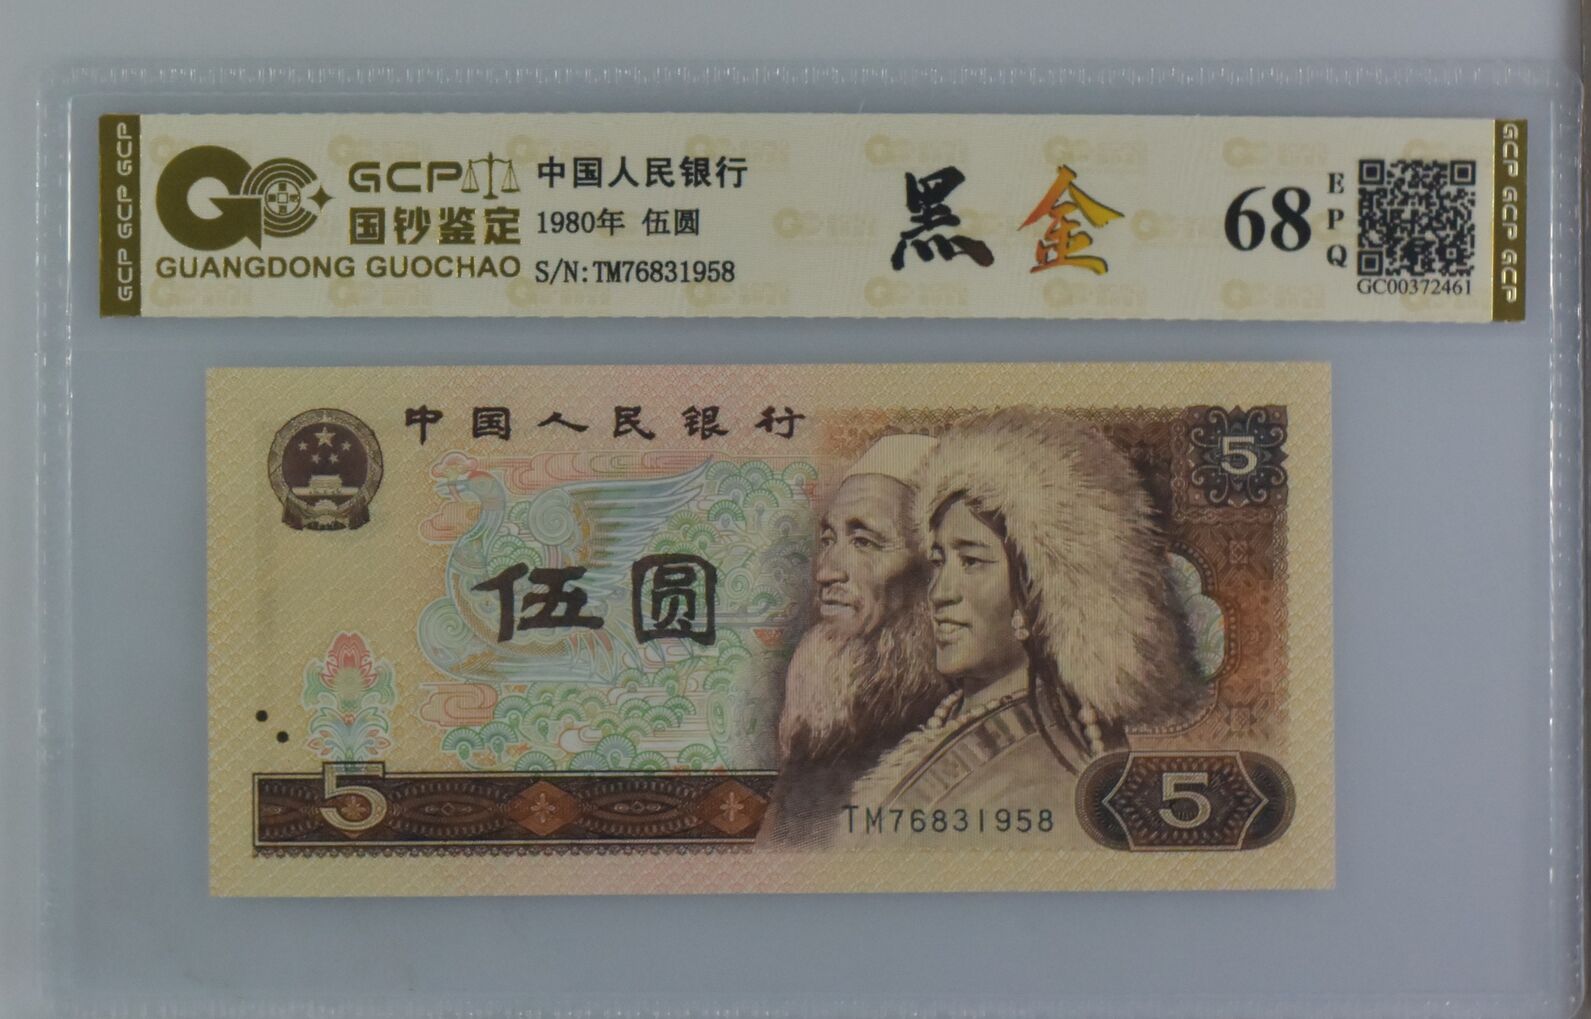 GCP GCP GCP
GCP
国钞鉴定
GUANGDONG GUOCHAO
中国人民银行
1980年 伍圆
S/N:TM76831958
黑金
68
EPQ
GC00372461
GCP GCP GCP
中国人民银行
5
伍圆
5
TM76831958
5